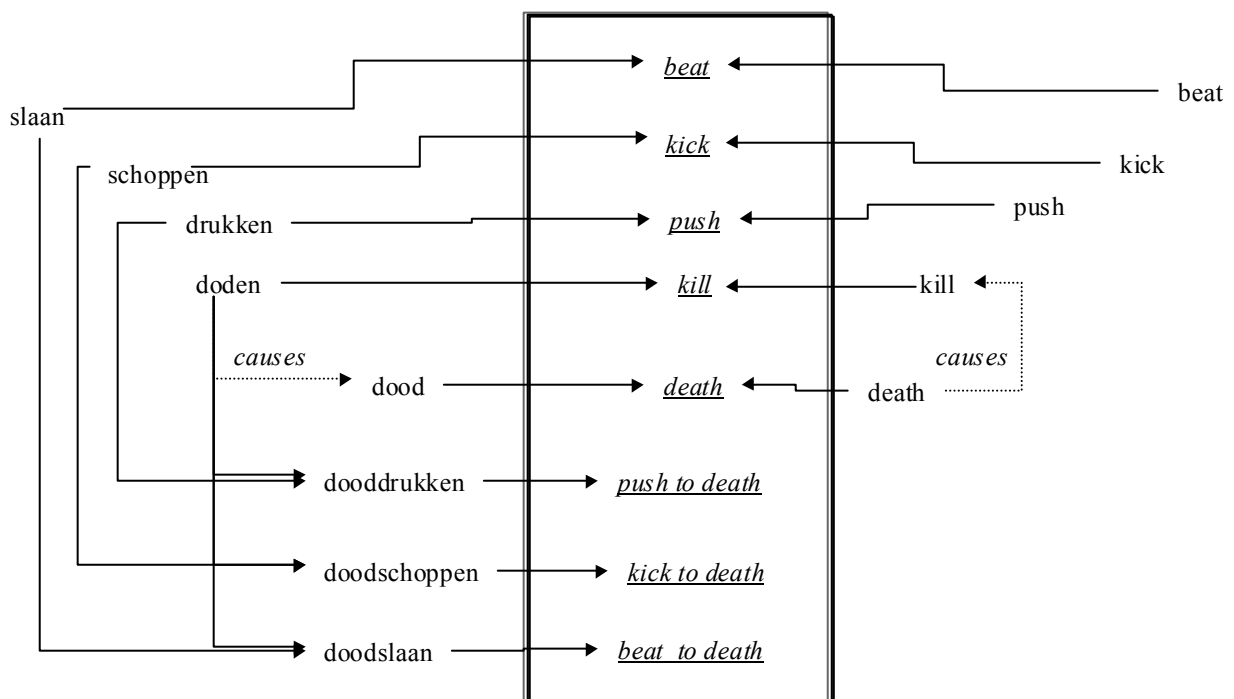 beat
beat
slaan
kick
kick
schoppen
push
drukken
push
doden
kill
kill
causes
causes
dood
death
death
dooddrukken
push to death
doodschoppen
kick to death
doodslaan
beat to death